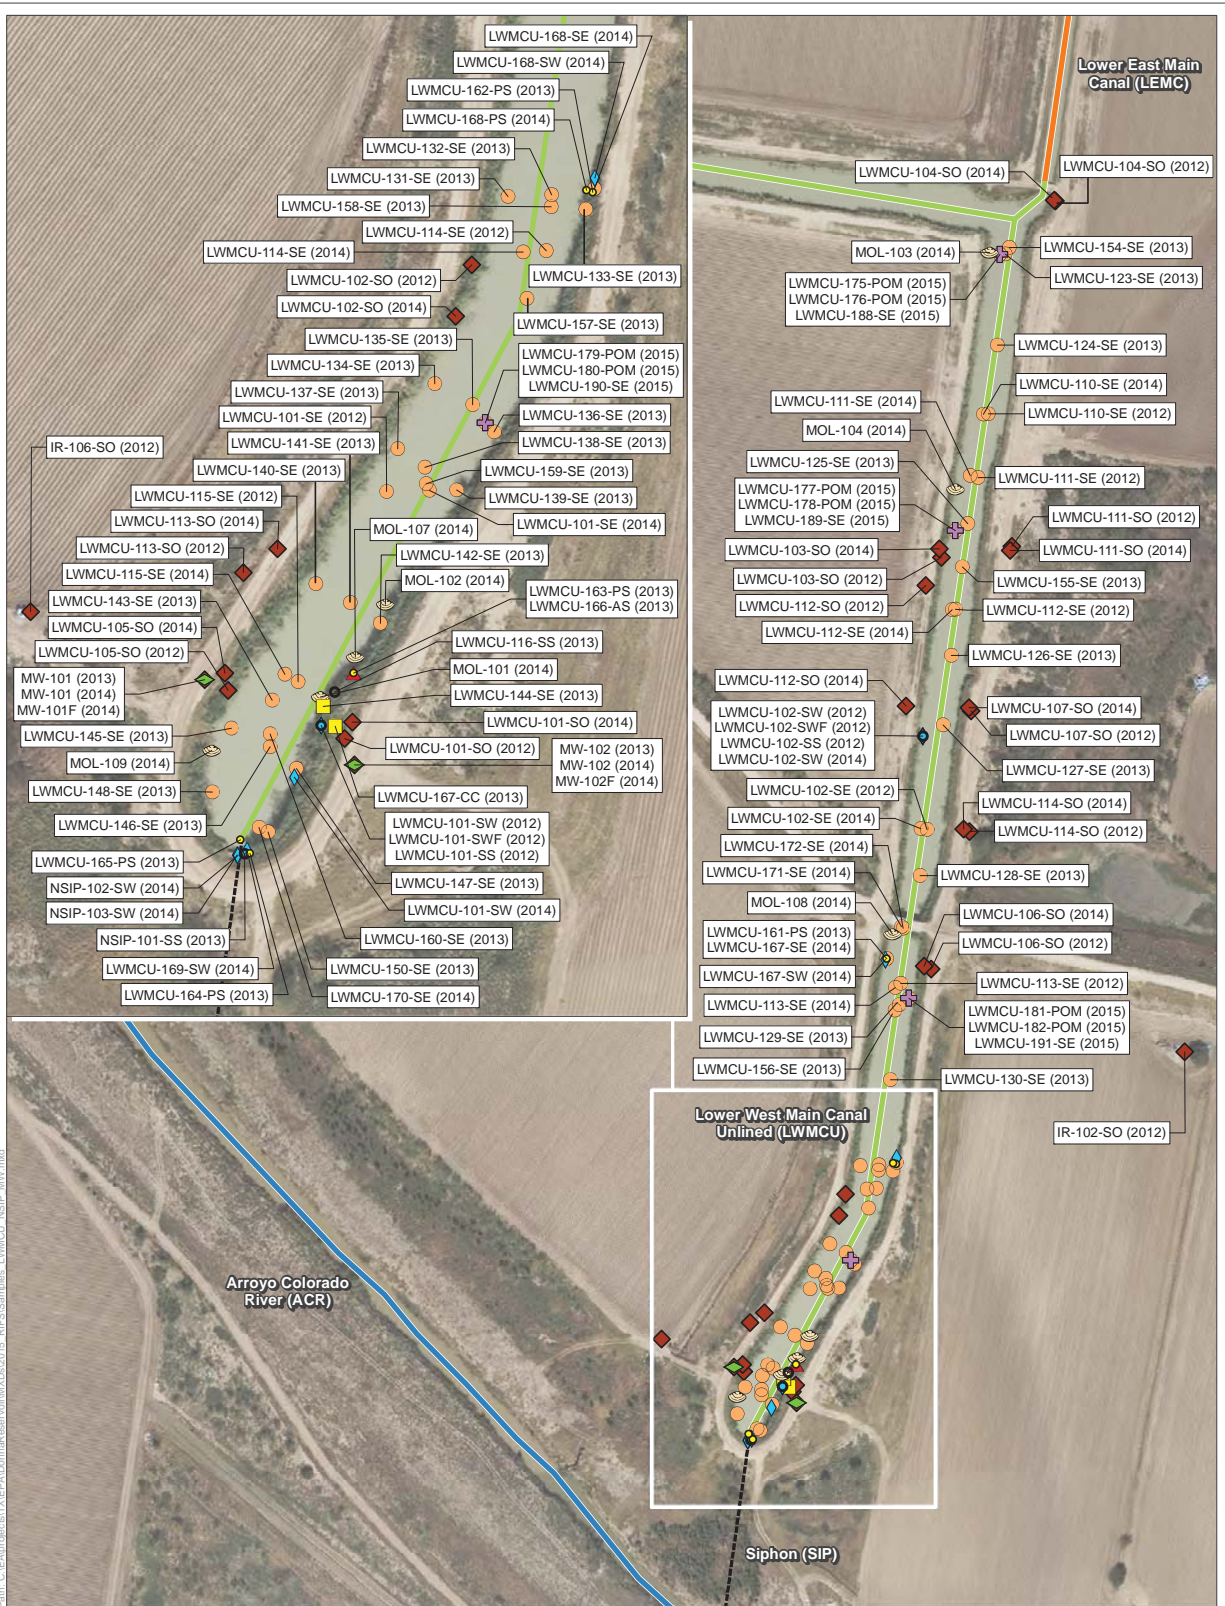 LWMCU-168-SE (2014)
LWMCU-168-SW (2014)
LWMCU-162-PS (2013)
LWMCU-168-PS (2014)
LWMCU-132-SE (2013)
LWMCU-131-SE (2013)
LWMCU-158-SE (2013)
LWMCU-114-SE (2012)
LWMCU-114-SE (2014)
LWMCU-102-SO (2012)
LWMCU-133-SE (2013)
LWMCU-102-SO (2014)
LWMCU-157-SE (2013)
LWMCU-135-SE (2013)
LWMCU-134-SE (2013)
LWMCU-179-POM (2015)
LWMCU-180-POM (2015)
LWMCU-190-SE (2015)
LWMCU-137-SE (2013)
LWMCU-101-SE (2012)
LWMCU-136-SE (2013)
LWMCU-141-SE (2013)
LWMCU-138-SE (2013)
IR-106-SO (2012)
LWMCU-140-SE (2013)
LWMCU-159-SE (2013)
LWMCU-115-SE (2012)
LWMCU-139-SE (2013)
LWMCU-113-SO (2014)
LWMCU-101-SE (2014)
MOL-107 (2014)
LWMCU-113-SO (2012)
LWMCU-142-SE (2013)
LWMCU-115-SE (2014)
MOL-102 (2014)
LWMCU-163-PS (2013)
LWMCU-166-AS (2013)
LWMCU-143-SE (2013)
LWMCU-105-SO (2014)
LWMCU-116-SS (2013)
LWMCU-105-SO (2012)
MOL-101 (2014)
MW-101 (2013)
MW-101 (2014)
MW-101F (2014)
LWMCU-144-SE (2013)
LWMCU-101-SO (2014)
LWMCU-145-SE (2013)
LWMCU-101-SO (2012)
MW-102 (2013)
MW-102 (2014)
MW-102F (2014)
MOL-109 (2014)
LWMCU-148-SE (2013)
LWMCU-167-CC (2013)
LWMCU-146-SE (2013)
LWMCU-101-SW (2012)
LWMCU-101-SWF (2012)
LWMCU-101-SS (2012)
LWMCU-165-PS (2013)
LWMCU-147-SE (2013)
NSIP-102-SW (2014)
NSIP-103-SW (2014)
LWMCU-101-SW (2014)
NSIP-101-SS (2013)
LWMCU-160-SE (2013)
LWMCU-169-SW (2014)
LWMCU-150-SE (2013)
LWMCU-164-PS (2013)
LWMCU-170-SE (2014)
Lower East Main
Canal (LEMC)
LWMCU-104-SO (2014)
LWMCU-104-SO (2012)
MOL-103 (2014)
LWMCU-154-SE (2013)
LWMCU-123-SE (2013)
LWMCU-175-POM (2015)
LWMCU-176-POM (2015)
LWMCU-188-SE (2015)
LWMCU-124-SE (2013)
LWMCU-110-SE (2014)
LWMCU-111-SE (2014)
LWMCU-110-SE (2012)
MOL-104 (2014)
LWMCU-125-SE (2013)
LWMCU-111-SE (2012)
LWMCU-177-POM (2015)
LWMCU-178-POM (2015)
LWMCU-189-SE (2015)
LWMCU-111-SO (2012)
LWMCU-103-SO (2014)
LWMCU-111-SO (2014)
LWMCU-103-SO (2012)
LWMCU-155-SE (2013)
LWMCU-112-SO (2012)
LWMCU-112-SE (2012)
LWMCU-112-SE (2014)
LWMCU-126-SE (2013)
LWMCU-112-SO (2014)
LWMCU-107-SO (2014)
LWMCU-102-SW (2012)
LWMCU-102-SWF (2012)
LWMCU-102-SS (2012)
LWMCU-102-SW (2014)
LWMCU-107-SO (2012)
LWMCU-127-SE (2013)
LWMCU-102-SE (2012)
LWMCU-114-SO (2014)
LWMCU-102-SE (2014)
LWMCU-114-SO (2012)
LWMCU-172-SE (2014)
LWMCU-171-SE (2014)
LWMCU-128-SE (2013)
MOL-108 (2014)
LWMCU-106-SO (2014)
LWMCU-161-PS (2013)
LWMCU-167-SE (2014)
LWMCU-106-SO (2012)
LWMCU-167-SW (2014)
LWMCU-113-SE (2012)
LWMCU-113-SE (2014)
LWMCU-181-POM (2015)
LWMCU-182-POM (2015)
LWMCU-191-SE (2015)
LWMCU-129-SE (2013)
LWMCU-156-SE (2013)
LWMCU-130-SE (2013)
Lower West Main Canal
Unlined (LWMCU)
IR-102-SO (2012)
Arroyo Colorado
River (ACR)
Siphon (SIP)